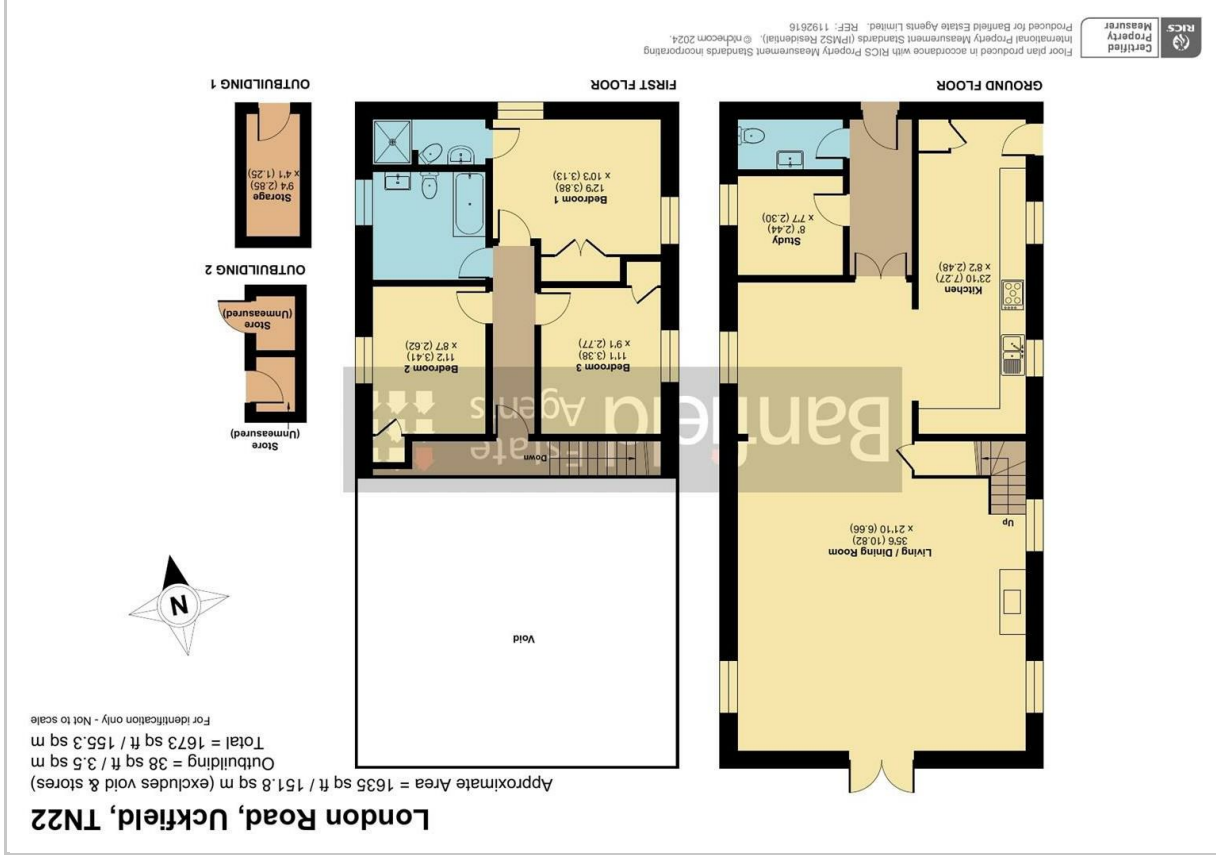 London Road, Uckfield, TN22
Approximate Area = 1635 sq ft / 151.8 sq m (excludes void & stores)
Outbuilding = 38 sq ft / 3.5 sq m
Total = 1673 sq ft / 155.3 sq m
For identification only - Not to scale
N
Living / Dining Room
35'6 (10.82)
x 21'10 (6.66)
Up
Kitchen
23'10 (7.27)
x 8'2 (2.48)
Study
8' (2.44)
x 7'7 (2.30)
GROUND FLOOR
Void
Down
Bedroom 3
11'1 (3.38)
x 9'1 (2.77)
Bedroom 2
11'2 (3.41)
x 8'7 (2.62)
Bedroom 1
12'9 (3.88)
x 10'3 (3.13)
FIRST FLOOR
Store
(Unmeasured)
Store
(Unmeasured)
OUTBUILDING 2
Storage
9'4 (2.85)
x 4'1 (1.25)
OUTBUILDING 1
Banfield Estate Agents
Certified
Property
Measurer
RICS
Floor plan produced in accordance with RICS Property Measurement Standards incorporating
International Property Measurement Standards (IPMS2 Residential). ©nichecom 2024.
Produced for Banfield Estate Agents Limited. REF: 1192616